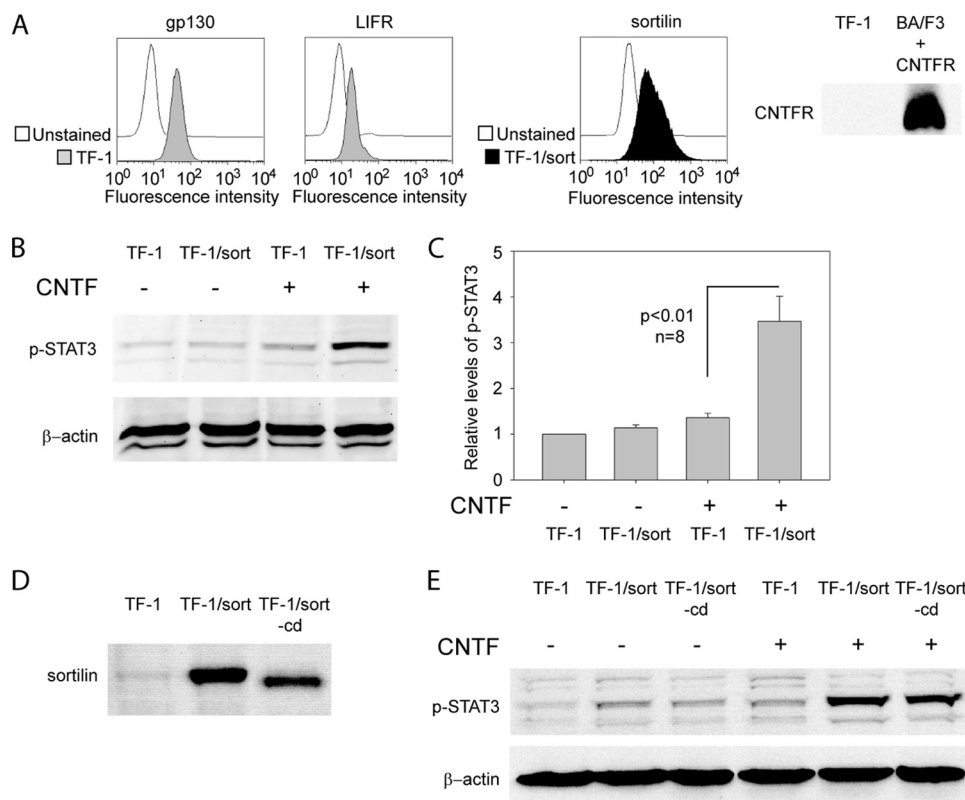 A
gp130
LIFR
sortilin
TF-1 BA/F3
+
CNTFR
CNTFR
Unstained
TF-1
Unstained
TF-1/sort
10⁰ 10¹ 10² 10³ 10⁴
10⁰ 10¹ 10² 10³ 10⁴
10⁰ 10¹ 10² 10³ 10⁴
Fluorescence intensity
Fluorescence intensity
Fluorescence intensity
B
TF-1 TF-1/sort TF-1 TF-1/sort
CNTF - - + +
p-STAT3
β–actin
C
Relative levels of p-STAT3
5
4
3
2
1
0
p<0.01
n=8
CNTF - - + +
TF-1 TF-1/sort TF-1 TF-1/sort
D
TF-1 TF-1/sort TF-1/sort
-cd
sortilin
E
TF-1 TF-1/sort TF-1/sort TF-1 TF-1/sort TF-1/sort
-cd -cd
CNTF - - - + + +
p-STAT3
β–actin